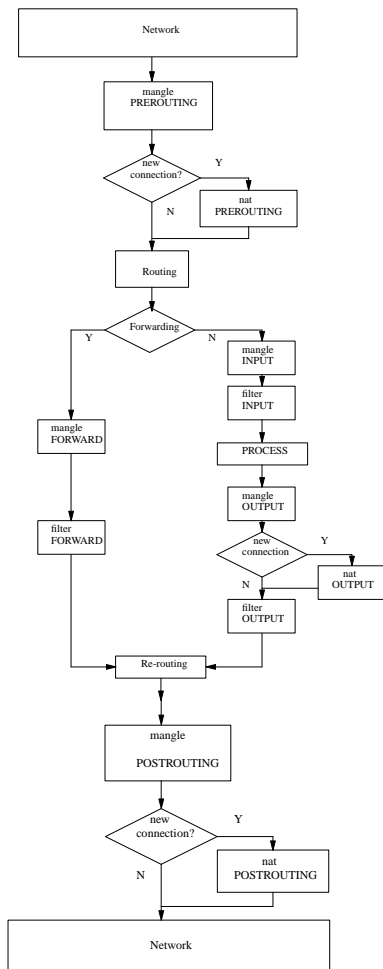 Network
mangle
PREROUTING
new
connection?
Y
N
nat
PREROUTING
Routing
Forwarding
Y
N
mangle
INPUT
filter
INPUT
mangle
FORWARD
PROCESS
mangle
OUTPUT
filter
FORWARD
new
connection
Y
N
nat
OUTPUT
filter
OUTPUT
Re-routing
mangle
POSTROUTING
new
connection?
Y
N
nat
POSTROUTING
Network